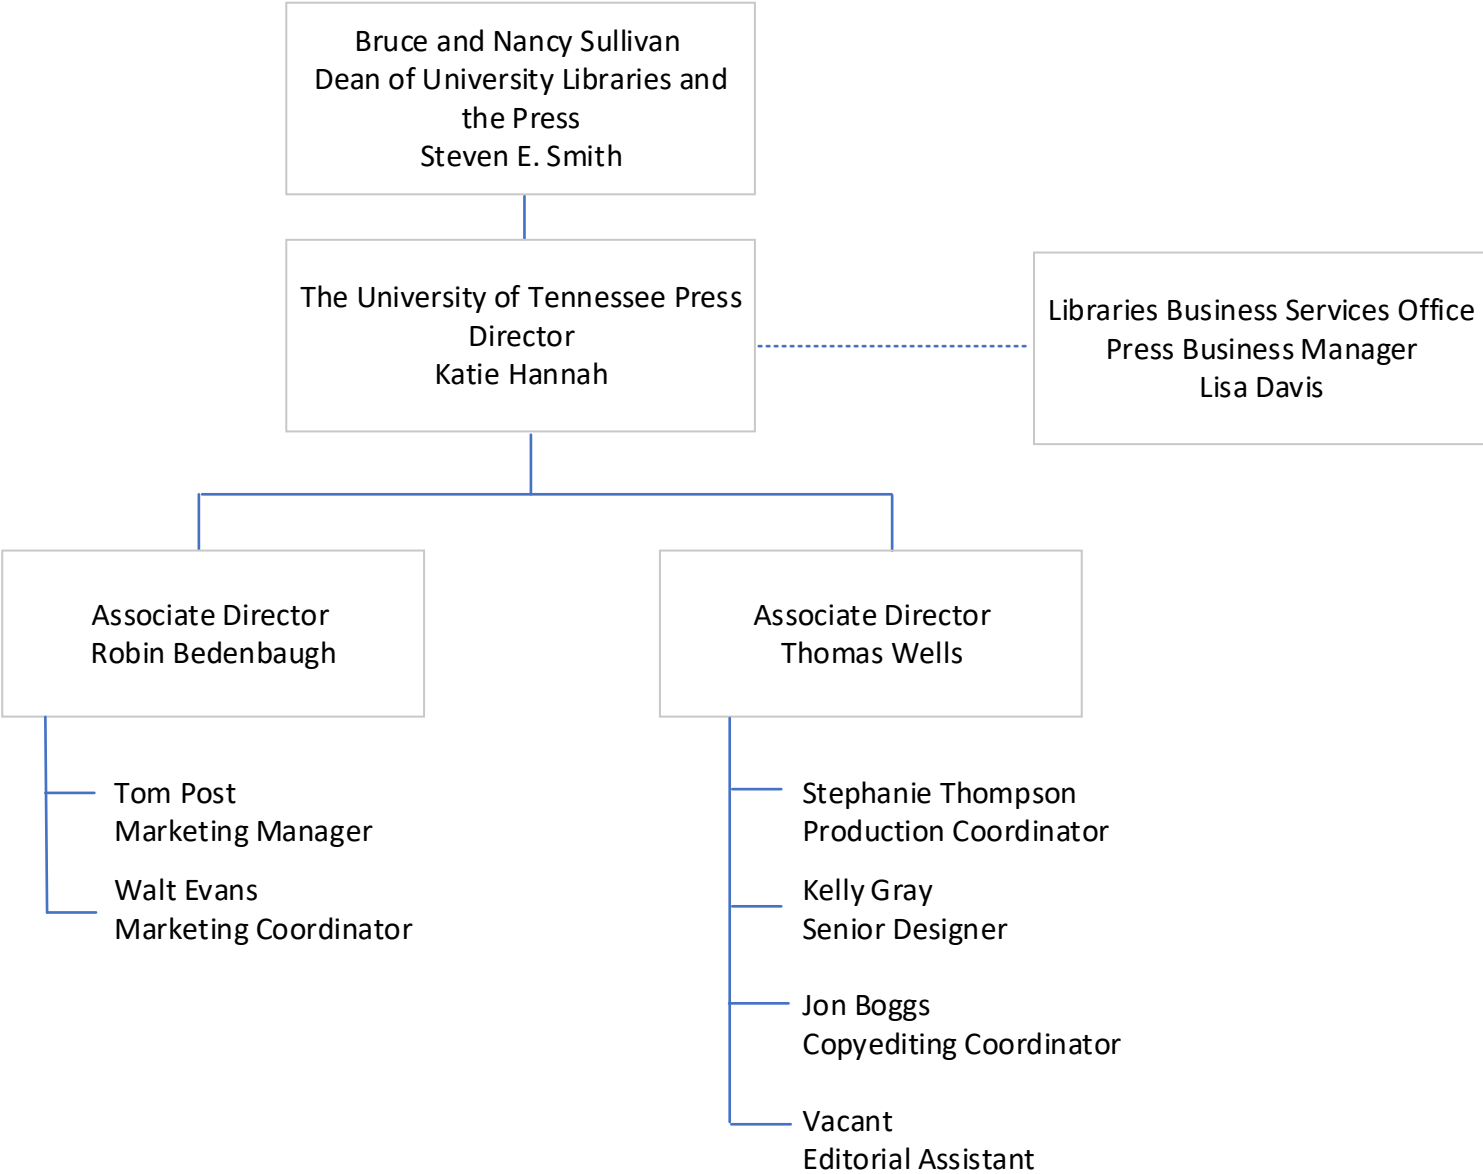 Bruce and Nancy Sullivan
Dean of University Libraries and
the Press
Steven E. Smith
The University of Tennessee Press
Director
Katie Hannah
Libraries Business Services Office
Press Business Manager
Lisa Davis
Associate Director
Robin Bedenbaugh
Associate Director
Thomas Wells
Tom Post
Marketing Manager
Walt Evans
Marketing Coordinator
Stephanie Thompson
Production Coordinator
Kelly Gray
Senior Designer
Jon Boggs
Copyediting Coordinator
Vacant
Editorial Assistant